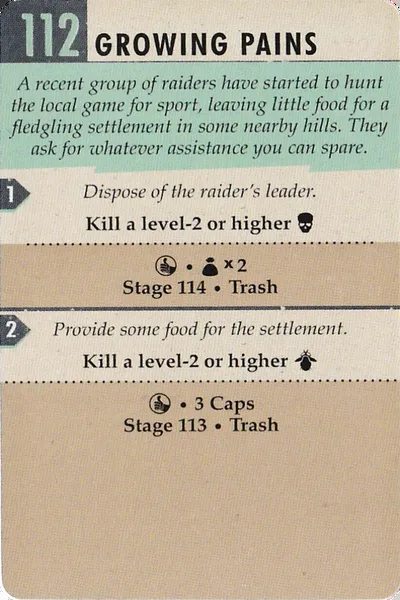 112 GROWING PAINS
A recent group of raiders have started to hunt
the local game for sport, leaving little food for a
fledgling settlement in some nearby hills. They
ask for whatever assistance you can spare.
1 Dispose of the raider's leader.
Kill a level-2 or higher
• x 2
Stage 114 • Trash
2 Provide some food for the settlement.
Kill a level-2 or higher
• 3 Caps
Stage 113 • Trash